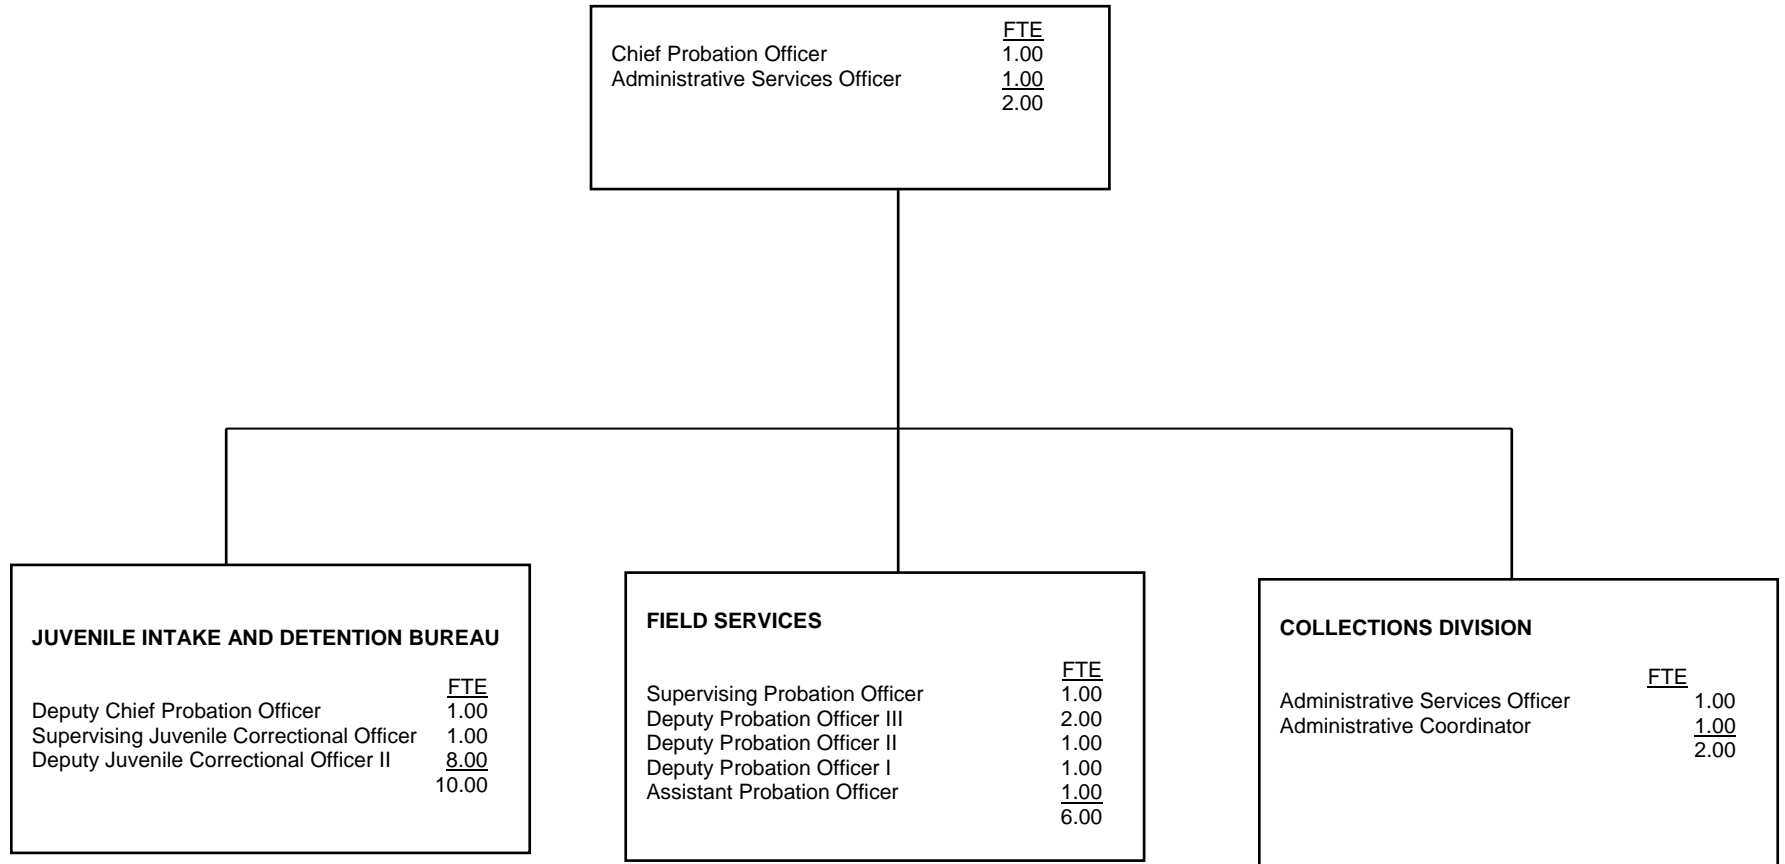 FTE
Chief Probation Officer 1.00
Administrative Services Officer 1.00
2.00
JUVENILE INTAKE AND DETENTION BUREAU
FTE
Deputy Chief Probation Officer 1.00
Supervising Juvenile Correctional Officer 1.00
Deputy Juvenile Correctional Officer II 8.00
10.00
FIELD SERVICES
FTE
Supervising Probation Officer 1.00
Deputy Probation Officer III 2.00
Deputy Probation Officer II 1.00
Deputy Probation Officer I 1.00
Assistant Probation Officer 1.00
6.00
COLLECTIONS DIVISION
FTE
Administrative Services Officer 1.00
Administrative Coordinator 1.00
2.00